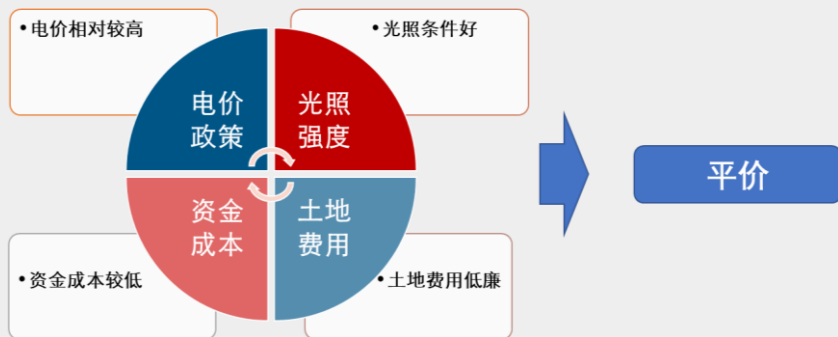 •电价相对较高
•光照条件好
电价
政策
光照
强度
平价
资金
成本
土地
费用
•资金成本较低
•土地费用低廉